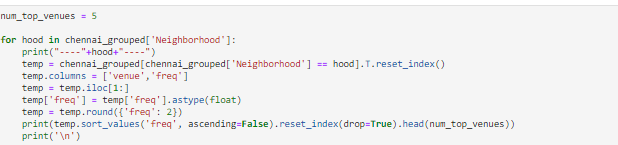 num_top_venues = 5
for hood in chennai_grouped['Neighborhood']:
    print("----"+hood+"----")
    temp = chennai_grouped[chennai_grouped['Neighborhood'] == hood].T.reset_index()
    temp.columns = ['venue','freq']
    temp = temp.iloc[1:]
    temp['freq'] = temp['freq'].astype(float)
    temp = temp.round({'freq': 2})
    print(temp.sort_values('freq', ascending=False).reset_index(drop=True).head(num_top_venues))
    print('\n')